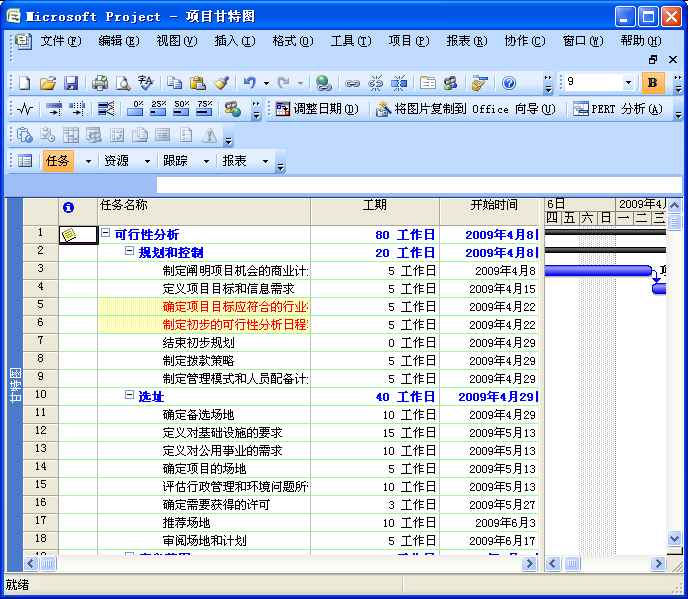 Microsoft Project - 项目甘特图
文件(F) 编辑(E) 视图(V) 插入(I) 格式(O) 工具(T) 项目(P) 报表(R) 协作(C) 窗口(W) 帮助(H)
9 B
0% 25% 50% 75% 调整日期(D) 将图片复制到 Office 向导(U) PERT 分析(A)
任务 资源 跟踪 报表
任务名称 工期 开始时间 6日 2009年4月
四 五 六 日 一 二 三
1 可行性分析 80 工作日 2009年4月8日
2 规划和控制 20 工作日 2009年4月8日
3 制定阐明项目机会的商业计 5 工作日 2009年4月8
4 定义项目目标和信息需求 5 工作日 2009年4月15
5 确定项目目标应符合的行业 5 工作日 2009年4月22
6 制定初步的可行性分析日程 5 工作日 2009年4月22
7 结束初步规划 0 工作日 2009年4月29
8 制定拨款策略 5 工作日 2009年4月29
9 制定管理模式和人员配备计 5 工作日 2009年4月29
10 选址 40 工作日 2009年4月29日
11 确定备选场地 10 工作日 2009年4月29
12 定义对基础设施的要求 15 工作日 2009年5月13
13 定义对公用事业的需求 10 工作日 2009年5月13
14 确定项目的场地 5 工作日 2009年5月13
15 评估行政管理和环境问题所 10 工作日 2009年5月13
16 确定需要获得的许可 3 工作日 2009年5月27
17 推荐场地 10 工作日 2009年6月3
18 审阅场地和计划 5 工作日 2009年6月17
甘特图
就绪